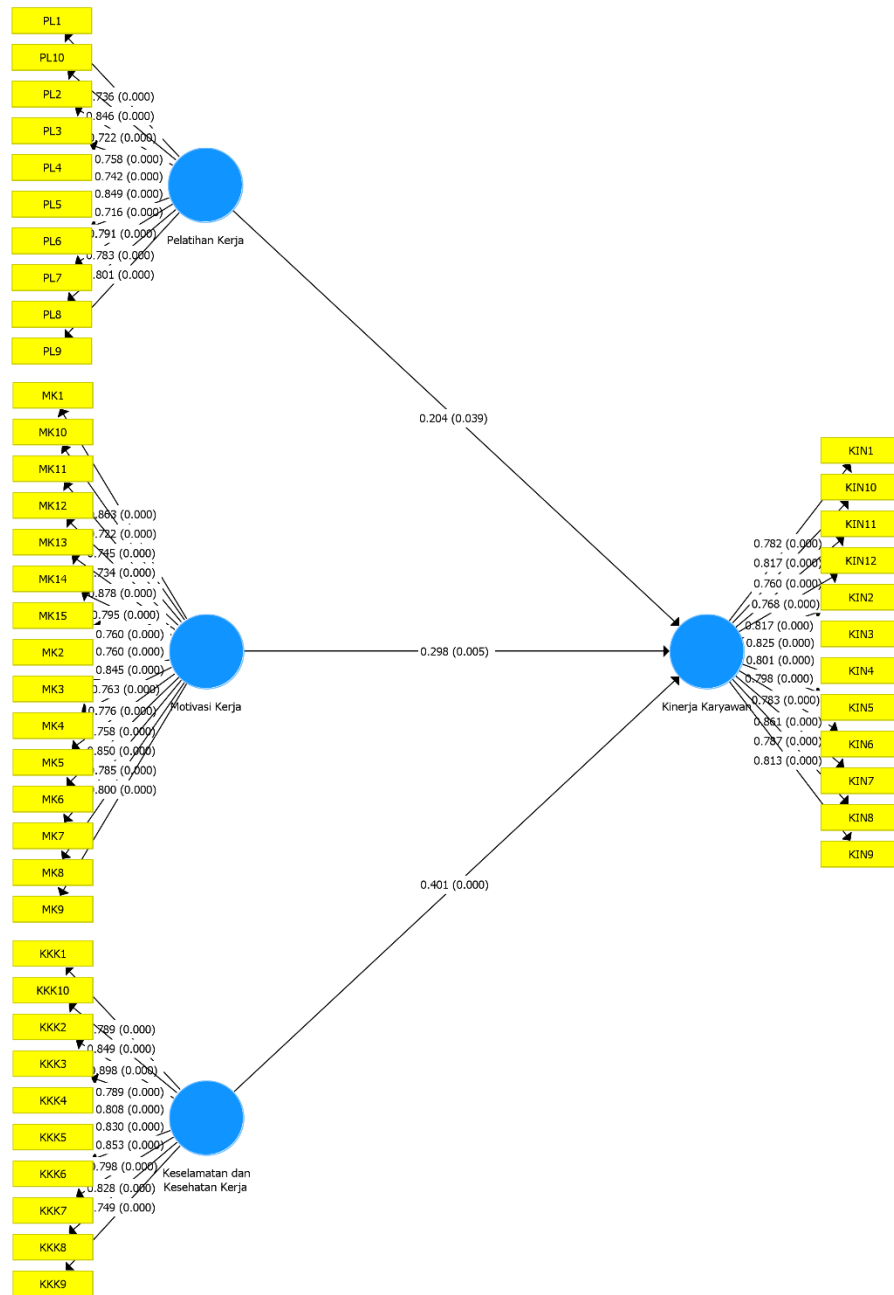 PL1
PL10
PL2
PL3
PL4
PL5
PL6
PL7
PL8
PL9
.736 (0.000)
0.846 (0.000)
0.722 (0.000)
0.758 (0.000)
0.742 (0.000)
0.849 (0.000)
0.716 (0.000)
0.791 (0.000)
0.783 (0.000)
.801 (0.000)
Pelatihan Kerja
0.204 (0.039)
MK1
MK10
MK11
MK12
MK13
MK14
MK15
MK2
MK3
MK4
MK5
MK6
MK7
MK8
MK9
.863 (0.000)
.722 (0.000)
0.745 (0.000)
.734 (0.000)
0.878 (0.000)
0.795 (0.000)
0.760 (0.000)
0.760 (0.000)
0.845 (0.000)
0.763 (0.000)
0.776 (0.000)
.758 (0.000)
0.850 (0.000)
0.785 (0.000)
0.800 (0.000)
Motivasi Kerja
0.298 (0.005)
KIN1
KIN10
KIN11
KIN12
KIN2
KIN3
KIN4
KIN5
KIN6
KIN7
KIN8
KIN9
0.782 (0.000)
0.817 (0.000)
0.760 (0.000)
0.768 (0.000)
0.817 (0.000)
0.825 (0.000)
0.801 (0.000)
0.798 (0.000)
0.783 (0.000)
0.861 (0.000)
0.787 (0.000)
0.813 (0.000)
Kinerja Karyawan
0.401 (0.000)
KKK1
KKK10
KKK2
KKK3
KKK4
KKK5
KKK6
KKK7
KKK8
KKK9
.789 (0.000)
0.849 (0.000)
0.898 (0.000)
0.789 (0.000)
0.808 (0.000)
0.830 (0.000)
0.853 (0.000)
0.798 (0.000)
0.828 (0.000)
.749 (0.000)
Keselamatan dan
Kesehatan Kerja